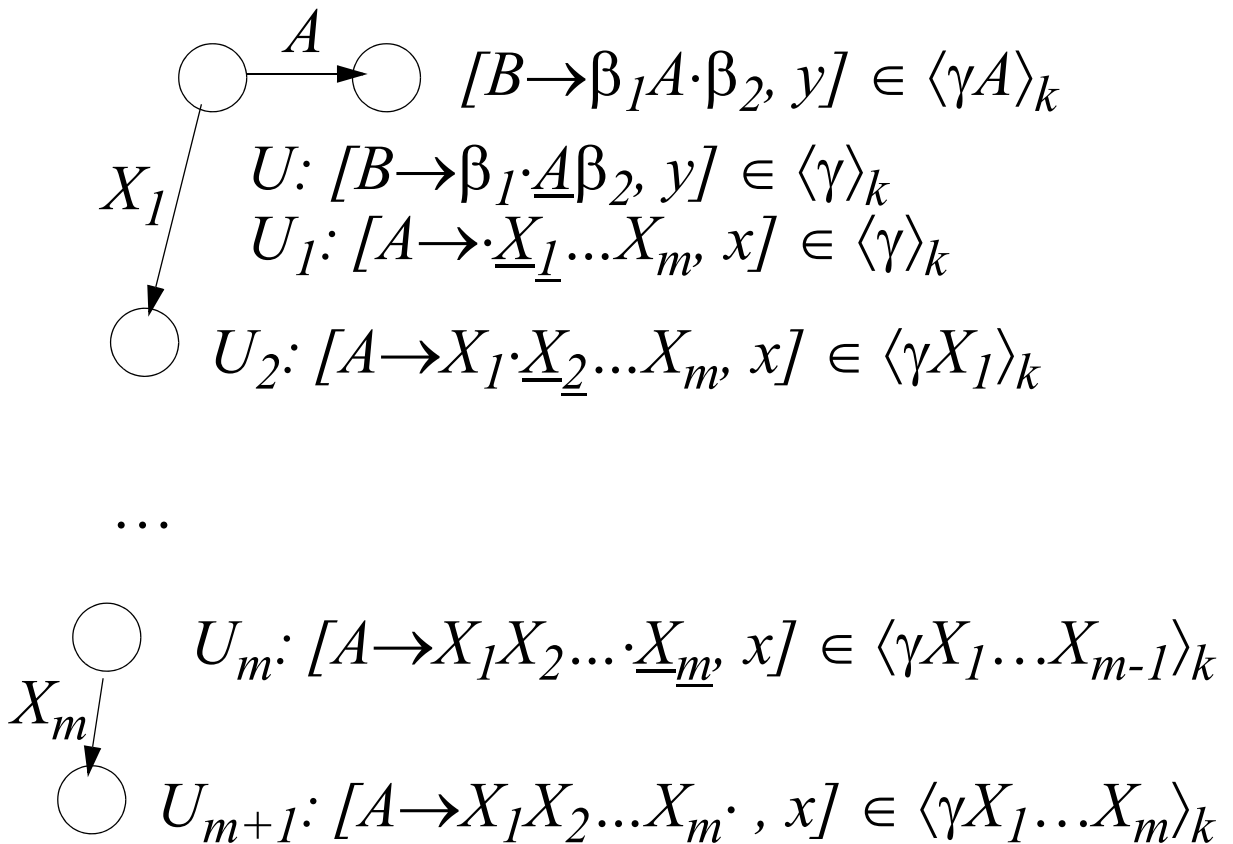 A
[B→β₁A·β₂, y] ∈ ⟨γA⟩ₖ
X₁
U: [B→β₁·Aβ₂, y] ∈ ⟨γ⟩ₖ
U₁: [A→·X₁...Xₘ, x] ∈ ⟨γ⟩ₖ
U₂: [A→X₁·X₂...Xₘ, x] ∈ ⟨γX₁⟩ₖ
...
Uₘ: [A→X₁X₂...·Xₘ, x] ∈ ⟨γX₁...Xₘ₋₁⟩ₖ
Xₘ
Uₘ₊₁: [A→X₁X₂...Xₘ· , x] ∈ ⟨γX₁...Xₘ⟩ₖ